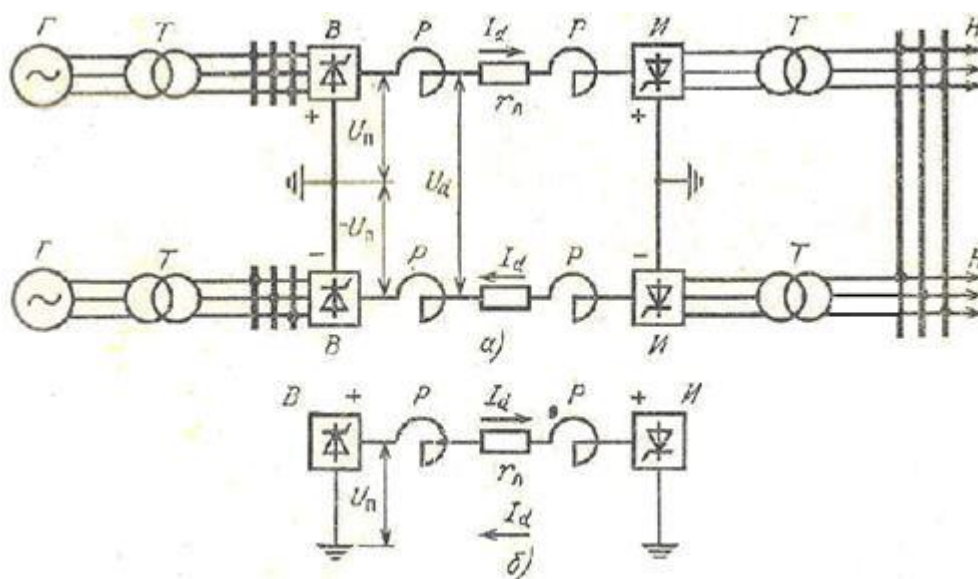 Г Т В Р I_d Р И Т Н
+ r_л +
U_п
U_d
-U_п
Г Т - Р I_d Р - Т Н
В а) И
В + Р I_d Р + И
r_л
U_п I_d
б)